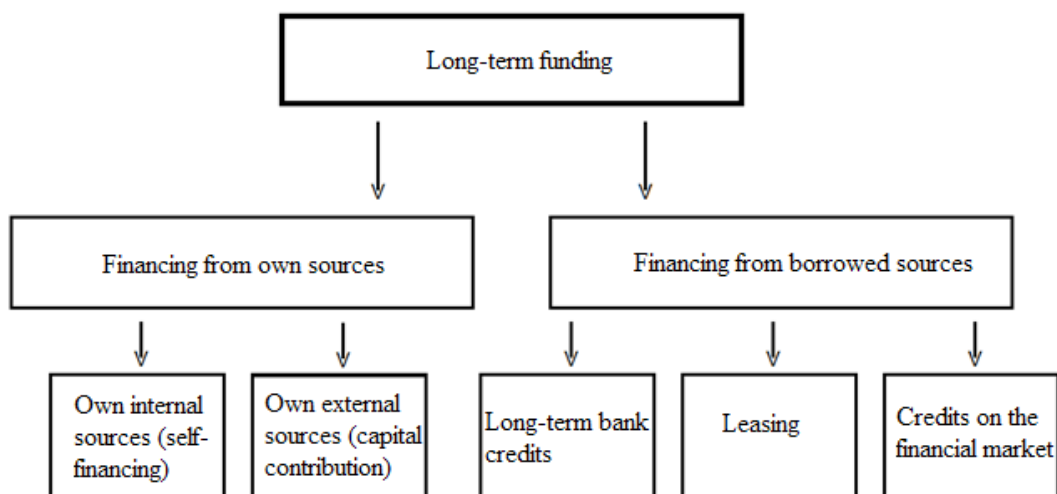 Long-term funding
Financing from own sources
Financing from borrowed sources
Own internal
sources (self-
financing)
Own external
sources (capital
contribution)
Long-term bank
credits
Leasing
Credits on the
financial market